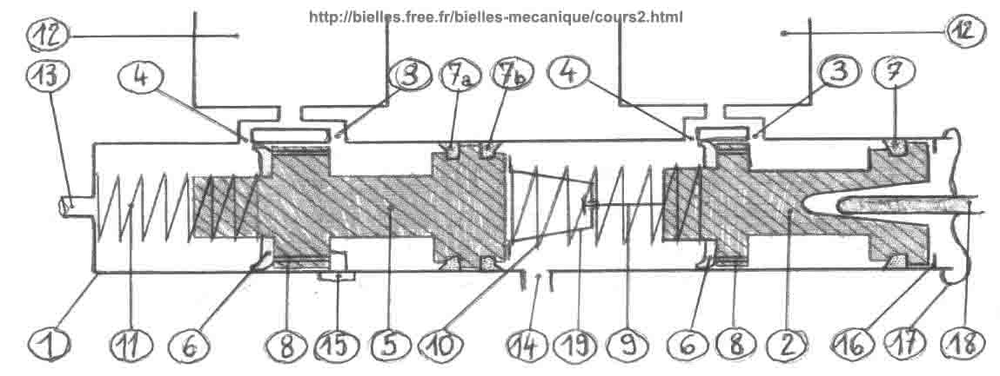 http://bielles.free.fr/bielles-mecanique/cours2.html
12 12
13 4 3 7a 7b 4 3 7
1 11 6 8 15 5 10 14 19 9 6 8 2 16 17 18